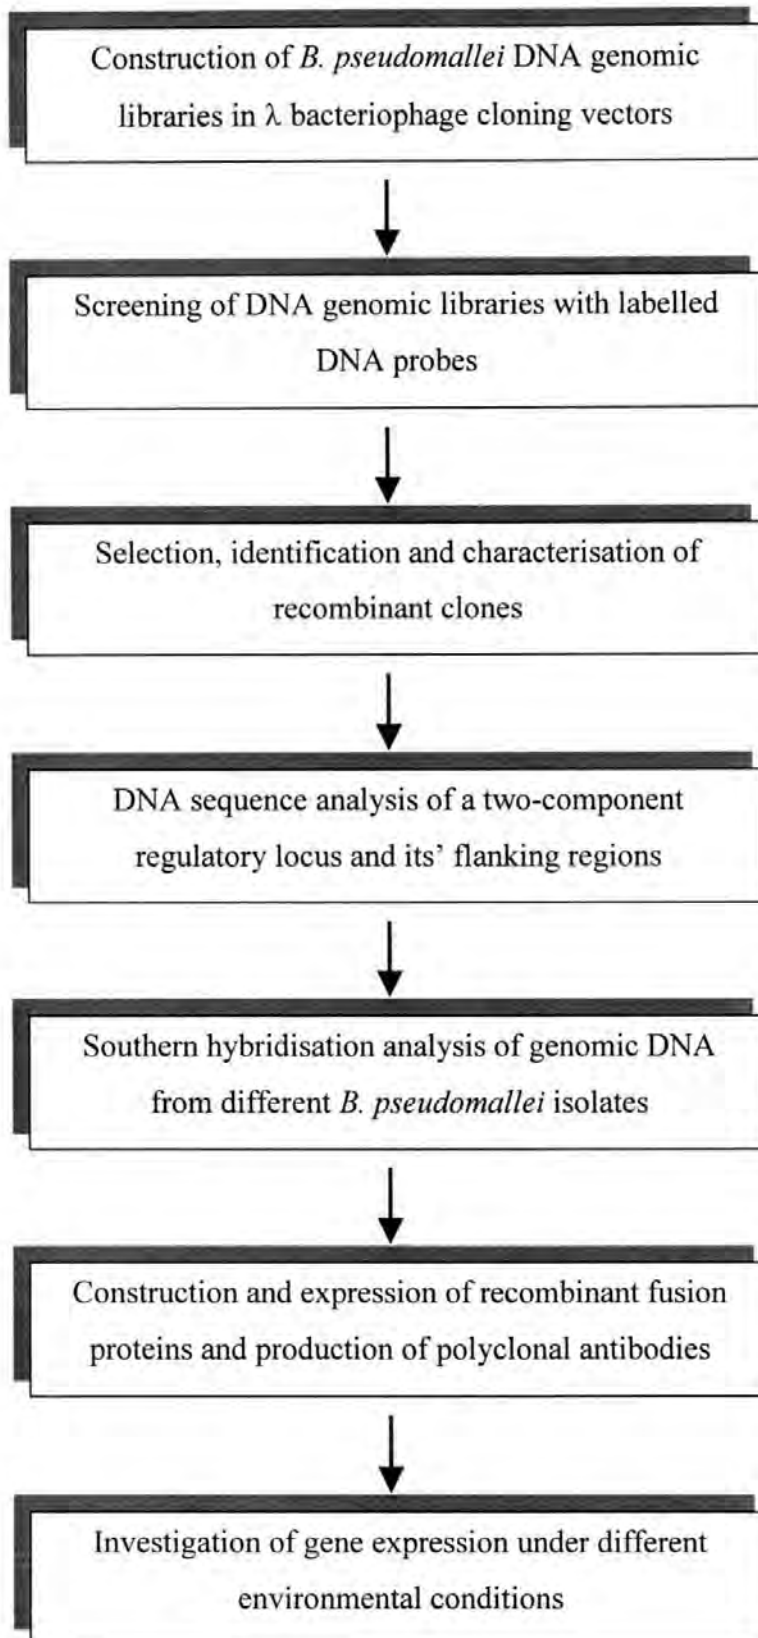 Construction of B. pseudomallei DNA genomic
libraries in λ bacteriophage cloning vectors
Screening of DNA genomic libraries with labelled
DNA probes
Selection, identification and characterisation of
recombinant clones
DNA sequence analysis of a two-component
regulatory locus and its’ flanking regions
Southern hybridisation analysis of genomic DNA
from different B. pseudomallei isolates
Construction and expression of recombinant fusion
proteins and production of polyclonal antibodies
Investigation of gene expression under different
environmental conditions